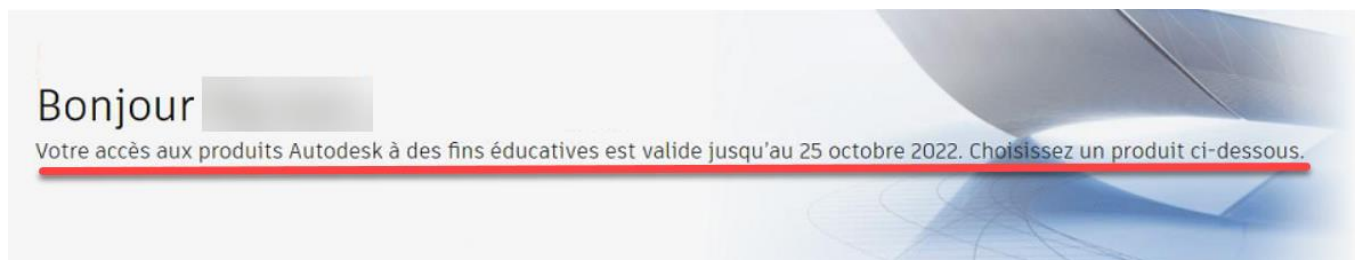 Bonjour
Votre accès aux produits Autodesk à des fins éducatives est valide jusqu'au 25 octobre 2022. Choisissez un produit ci-dessous.